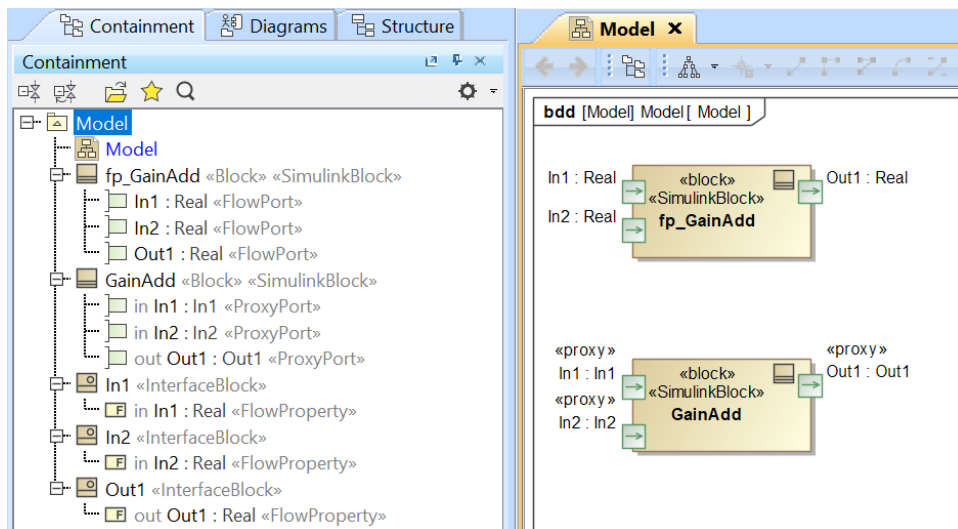 Containment
Diagrams
Structure
Containment
Model
Model
fp_GainAdd «Block» «SimulinkBlock»
In1 : Real «FlowPort»
In2 : Real «FlowPort»
Out1 : Real «FlowPort»
GainAdd «Block» «SimulinkBlock»
in In1 : In1 «ProxyPort»
in In2 : In2 «ProxyPort»
out Out1 : Out1 «ProxyPort»
In1 «InterfaceBlock»
F in In1 : Real «FlowProperty»
In2 «InterfaceBlock»
F in In2 : Real «FlowProperty»
Out1 «InterfaceBlock»
F out Out1 : Real «FlowProperty»
Model
bdd [Model] Model[ Model ]
In1 : Real
In2 : Real
«block»
«SimulinkBlock»
fp_GainAdd
Out1 : Real
«proxy»
In1 : In1
«proxy»
In2 : In2
«block»
«SimulinkBlock»
GainAdd
«proxy»
Out1 : Out1